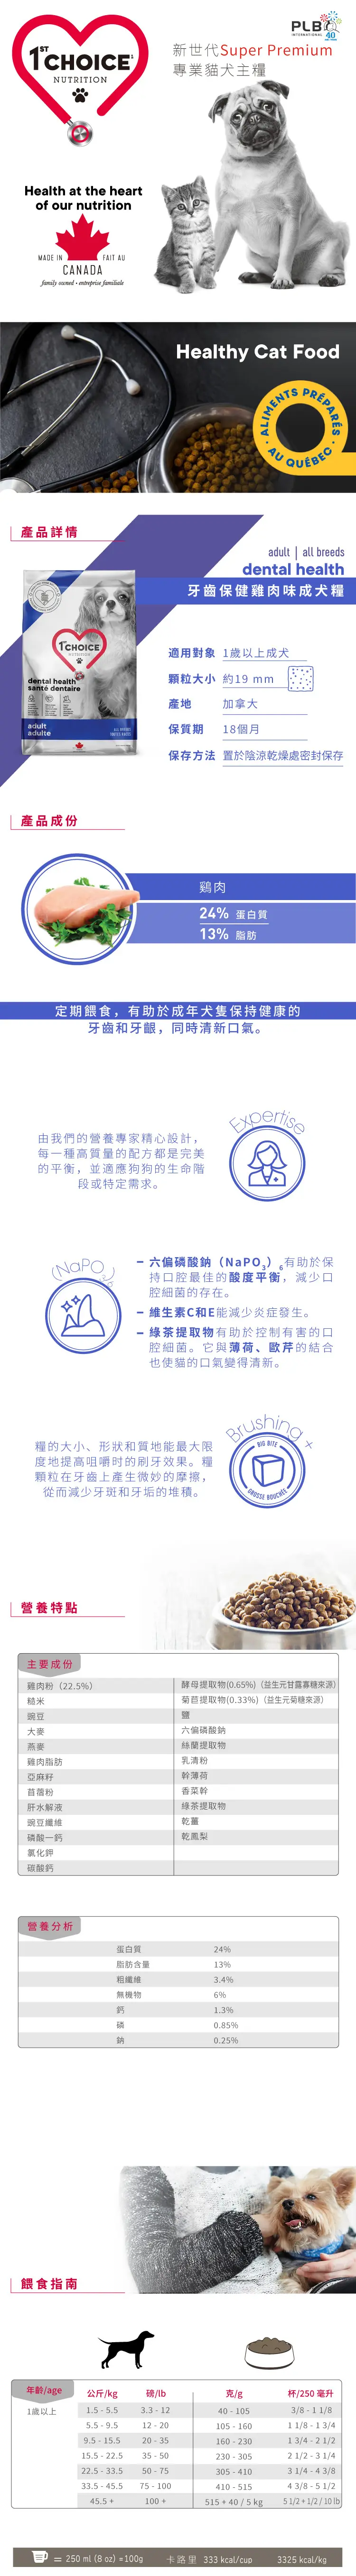 1ST CHOICE
NUTRITION
PLB
INTERNATIONAL
40
新世代Super Premium
專業貓犬主糧
Health at the heart
of our nutrition
MADE IN FAIT AU
CANADA
family owned • entreprise familiale
Healthy Cat Food
ALIMENTS PRÉPARÉS
AU QUÉBEC
產品詳情
adult | all breeds
dental health
牙齒保健雞肉味成犬糧
1ST CHOICE
NUTRITION
dental health
santé dentaire
adult
adulte
適用對象 1歲以上成犬
顆粒大小 約19 mm
產地 加拿大
保質期 18個月
保存方法 置於陰涼乾燥處密封保存
產品成份
鷄肉
24% 蛋白質
13% 脂肪
定期餵食，有助於成年犬隻保持健康的
牙齒和牙齦，同時清新口氣。
Expertise
由我們的營養專家精心設計，
每一種高質量的配方都是完美
的平衡，並適應狗狗的生命階
段或特定需求。
(NaPO3)6
– 六偏磷酸鈉（NaPO3）6有助於保
持口腔最佳的酸度平衡，減少口
腔細菌的存在。
– 維生素C和E能減少炎症發生。
– 綠茶提取物有助於控制有害的口
腔細菌。它與薄荷、歐芹的結合
也使貓的口氣變得清新。
Brushing +
BIG BITE
GROSSE BOUCHÉE
糧的大小、形狀和質地能最大限
度地提高咀嚼时的刷牙效果。糧
顆粒在牙齒上產生微妙的摩擦，
從而減少牙斑和牙垢的堆積。
營養特點
主要成份
雞肉粉（22.5%）
糙米
豌豆
大麥
燕麥
雞肉脂肪
亞麻籽
苜蓿粉
肝水解液
豌豆纖維
磷酸一鈣
氯化鉀
碳酸鈣
酵母提取物(0.65%)（益生元甘露寡糖來源）
菊苣提取物(0.33%)（益生元菊糖來源）
鹽
六偏磷酸鈉
絲蘭提取物
乳清粉
幹薄荷
香菜幹
綠茶提取物
乾薑
乾鳳梨
營養分析
蛋白質 24%
脂肪含量 13%
粗纖維 3.4%
無機物 6%
鈣 1.3%
磷 0.85%
鈉 0.25%
餵食指南
年齡/age 公斤/kg 磅/lb 克/g 杯/250 毫升
1歲以上 1.5 - 5.5 3.3 - 12 40 - 105 3/8 - 1 1/8
5.5 - 9.5 12 - 20 105 - 160 1 1/8 - 1 3/4
9.5 - 15.5 20 - 35 160 - 230 1 3/4 - 2 1/2
15.5 - 22.5 35 - 50 230 - 305 2 1/2 - 3 1/4
22.5 - 33.5 50 - 75 305 - 410 3 1/4 - 4 3/8
33.5 - 45.5 75 - 100 410 - 515 4 3/8 - 5 1/2
45.5 + 100 + 515 + 40 / 5 kg 5 1/2 + 1/2 / 10 lb
= 250 ml (8 oz) =100g 卡路里 333 kcal/cup 3325 kcal/kg